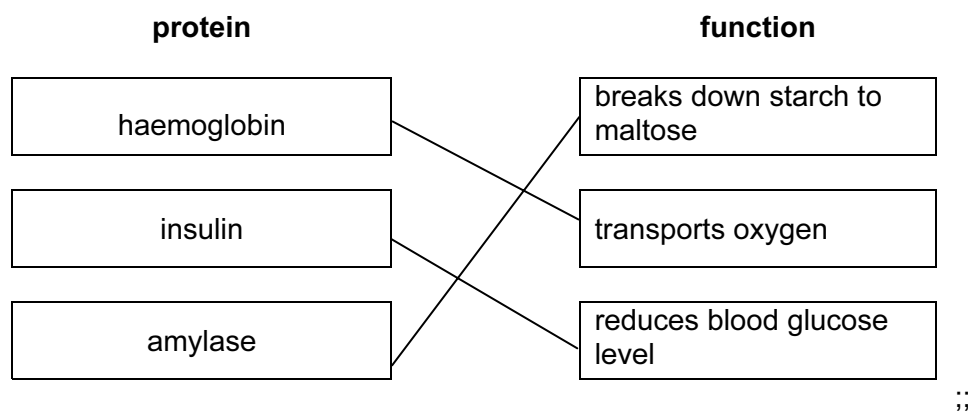 protein
function
haemoglobin
breaks down starch to
maltose
insulin
transports oxygen
amylase
reduces blood glucose
level
;;